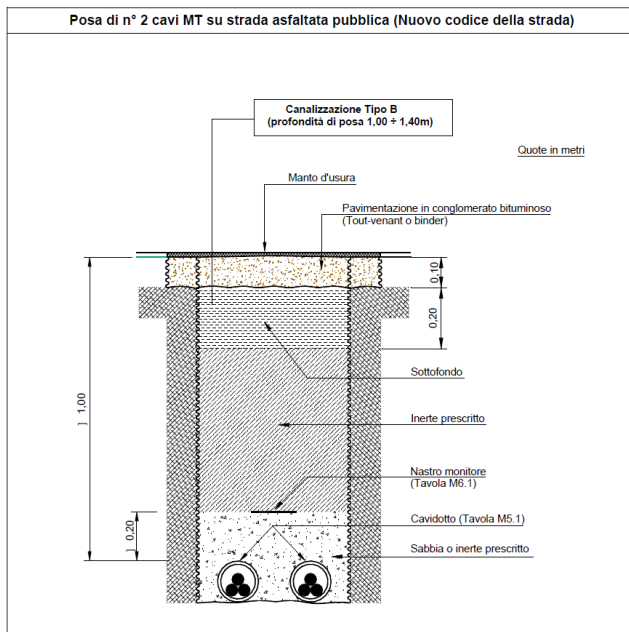 Posa di n° 2 cavi MT su strada asfaltata pubblica (Nuovo codice della strada)
Canalizzazione Tipo B
(profondità di posa 1,00 ÷ 1,40m)
Quote in metri
Manto d'usura
Pavimentazione in conglomerato bituminoso
(Tout-venant o binder)
0,10
0,20
] 1,00
Sottofondo
Inerte prescritto
Nastro monitore
(Tavola M6.1)
] 0,20
Cavidotto (Tavola M5.1)
Sabbia o inerte prescritto